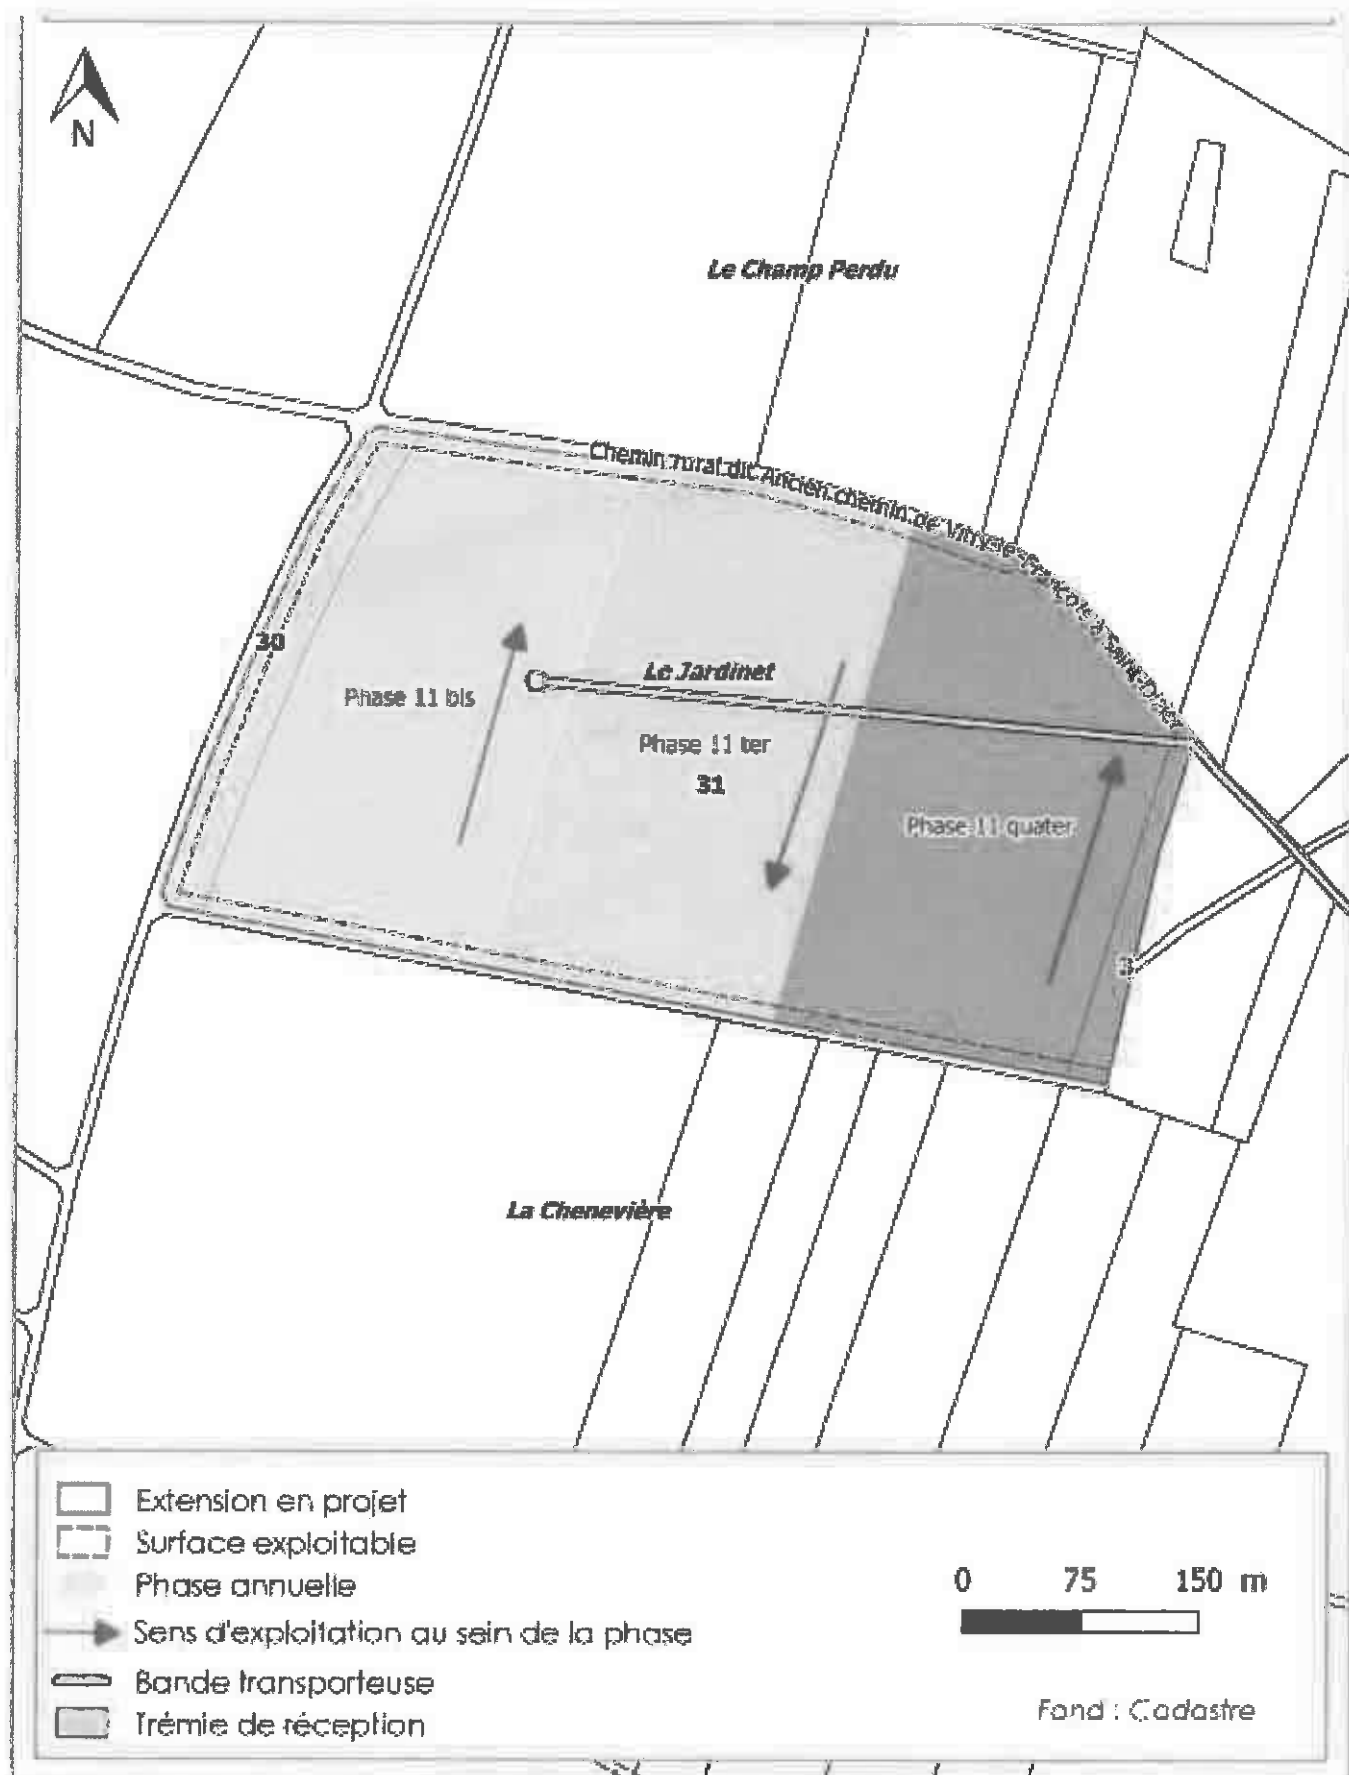 N
Le Champ Perdu
Chemin rural dit Ancien chemin de Vitry-le-François à Saint-Dizier
30
Le Jardinet
Phase 11 bis
Phase 11 ter
31
Phase 11 quater
La Chenevière
Extension en projet
Surface exploitable
Phase annuelle
Sens d'exploitation au sein de la phase
Bande transporteuse
Trémie de réception
0 75 150 m
Fond : Cadastre